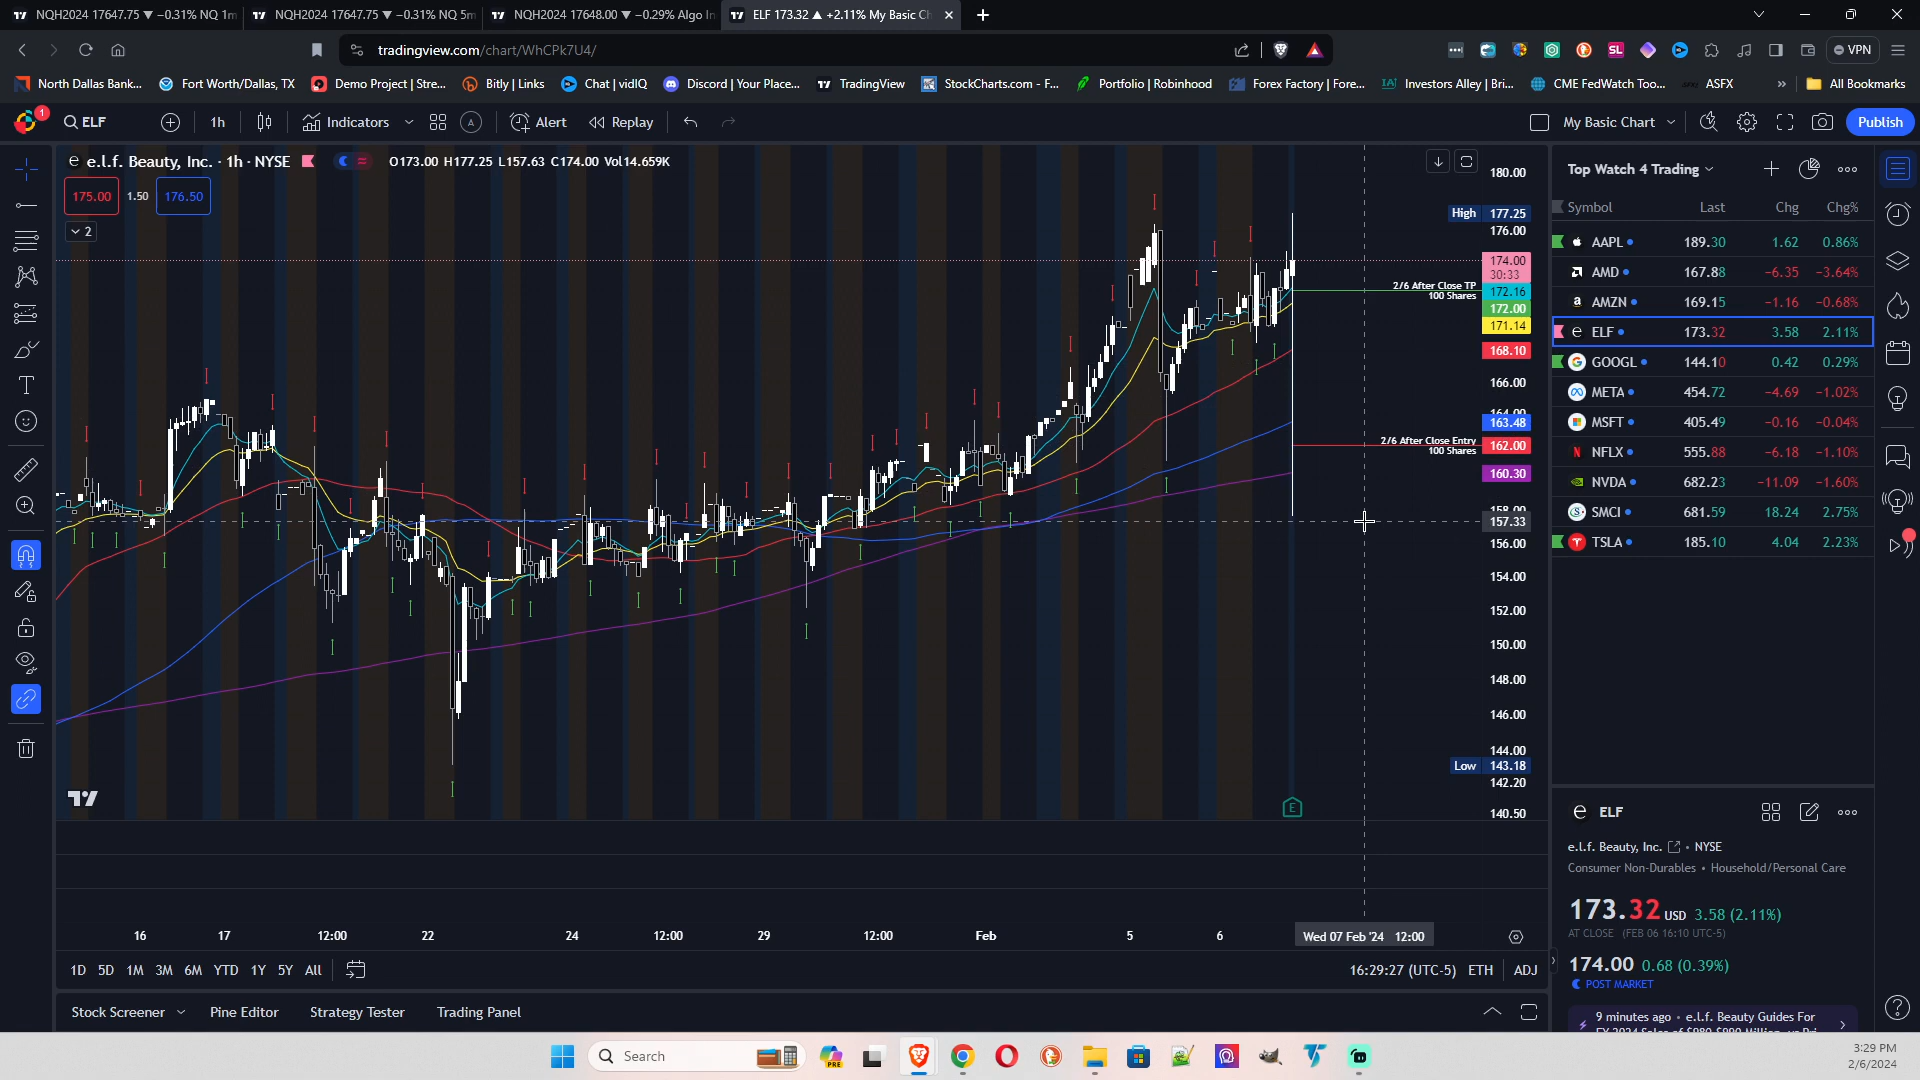 NQH2024 17647.75 ▼ −0.31% NQ 1m
NQH2024 17647.75 ▼ −0.31% NQ 5m
NQH2024 17648.00 ▼ −0.29% Algo In
ELF 173.32 ▲ +2.11% My Basic Ch
tradingview.com/chart/WhCPk7U4/
SL
VPN
North Dallas Bank...
Fort Worth/Dallas, TX
Demo Project | Stre...
Bitly | Links
Chat | vidIQ
Discord | Your Place...
TradingView
StockCharts.com - F...
Portfolio | Robinhood
Forex Factory | Fore...
Investors Alley | Bri...
CME FedWatch Too...
ASFX
All Bookmarks
1
ELF
1h
Indicators
A
Alert
Replay
My Basic Chart
Publish
e.l.f. Beauty, Inc. · 1h · NYSE
O173.00 H177.25 L157.63 C174.00 Vol14.659K
175.00
1.50
176.50
2
180.00
High 177.25
176.00
174.00
30:33
2/6 After Close TP
100 Shares
172.16
172.00
171.14
168.10
166.00
163.48
2/6 After Close Entry
100 Shares
162.00
160.30
157.33
156.00
154.00
152.00
150.00
148.00
146.00
144.00
Low 143.18
142.20
140.50
E
16
17
12:00
22
24
12:00
29
12:00
Feb
5
6
Wed 07 Feb '24 12:00
1D 5D 1M 3M 6M YTD 1Y 5Y All
16:29:27 (UTC-5) ETH ADJ
Stock Screener
Pine Editor
Strategy Tester
Trading Panel
Top Watch 4 Trading
Symbol Last Chg Chg%
AAPL 189.30 1.62 0.86%
AMD 167.88 −6.35 −3.64%
AMZN 169.15 −1.16 −0.68%
ELF 173.32 3.58 2.11%
GOOGL 144.10 0.42 0.29%
META 454.72 −4.69 −1.02%
MSFT 405.49 −0.16 −0.04%
NFLX 555.88 −6.18 −1.10%
NVDA 682.23 −11.09 −1.60%
SMCI 681.59 18.24 2.75%
TSLA 185.10 4.04 2.23%
ELF
e.l.f. Beauty, Inc. • NYSE
Consumer Non-Durables • Household/Personal Care
173.32 USD 3.58 (2.11%)
AT CLOSE (FEB 06 16:10 UTC-5)
174.00 0.68 (0.39%)
POST MARKET
9 minutes ago • e.l.f. Beauty Guides For
Search
PRE
3:29 PM
2/6/2024